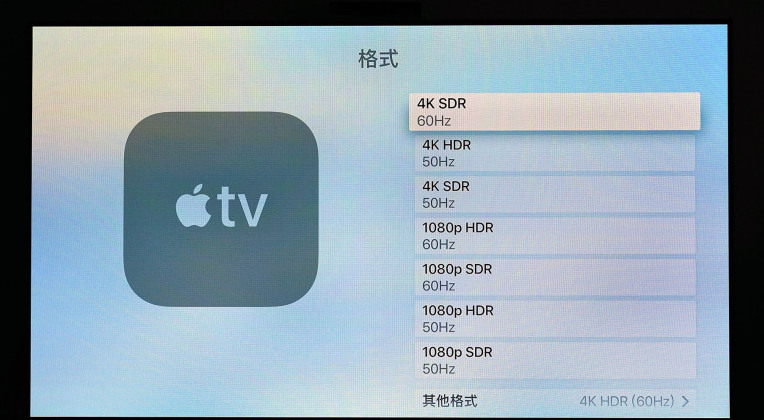 格式
tv
4K SDR
60Hz
4K HDR
50Hz
4K SDR
50Hz
1080p HDR
60Hz
1080p SDR
60Hz
1080p HDR
50Hz
1080p SDR
50Hz
其他格式 4K HDR (60Hz)